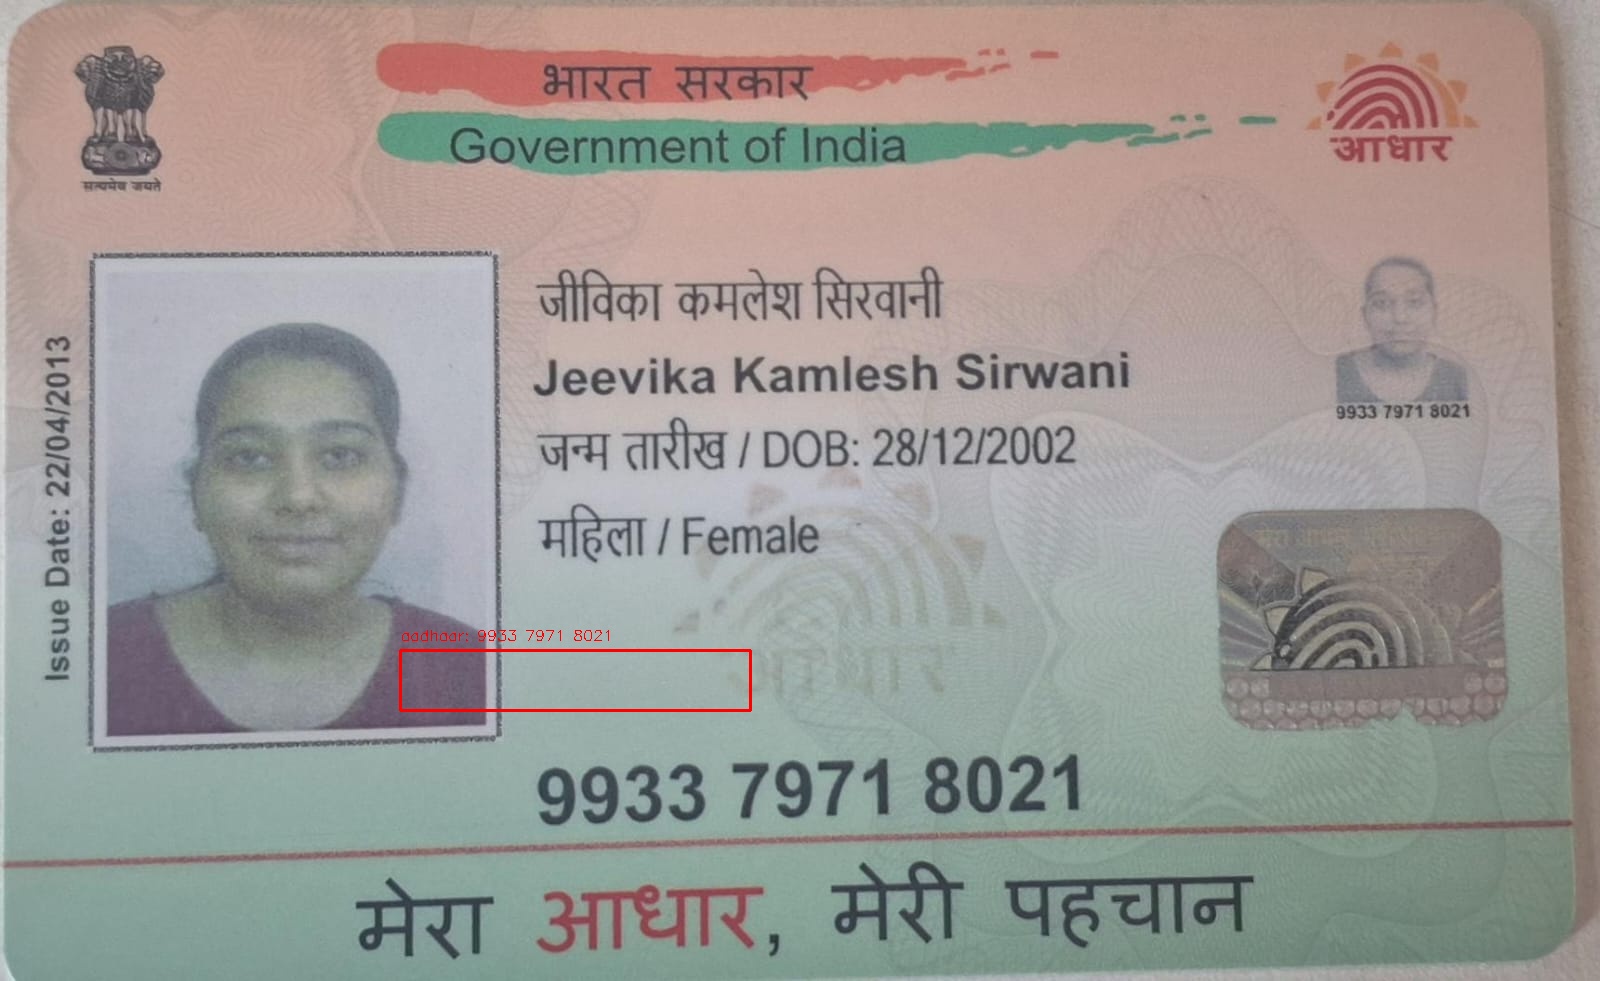 भारत सरकार
Government of India
सत्यमेव जयते
आधार
Issue Date: 22/04/2013
जीविका कमलेश सिरवानी
Jeevika Kamlesh Sirwani
जन्म तारीख / DOB: 28/12/2002
महिला / Female
9933 7971 8021
aadhaar: 9933 7971 8021
आधार
9933 7971 8021
मेरा आधार, मेरी पहचान